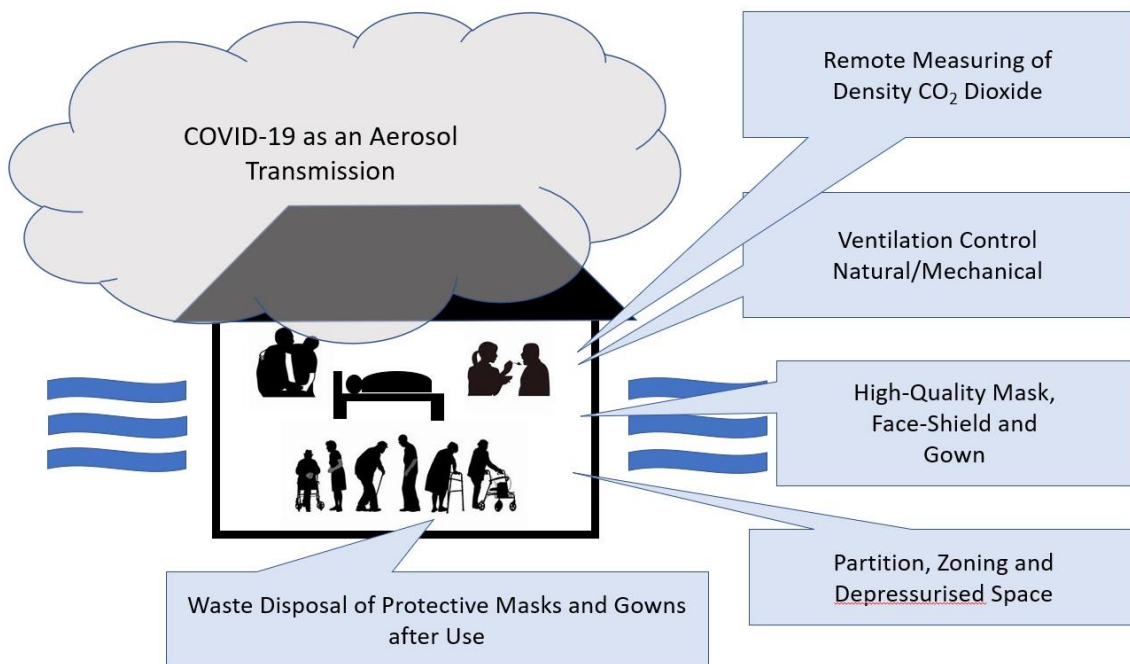 COVID-19 as an Aerosol
Transmission
Remote Measuring of
Density CO₂ Dioxide
Ventilation Control
Natural/Mechanical
High-Quality Mask,
Face-Shield and
Gown
Partition, Zoning and
Depressurised Space
Waste Disposal of Protective Masks and Gowns
after Use